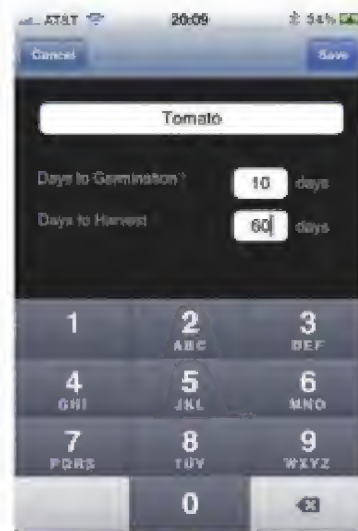 AT&T 20:09 54%
Cancel Save
Tomato
Days to Germination 10 days
Days to Harvest 60 days
1 2 ABC 3 DEF
4 GHI 5 JKL 6 MNO
7 PQRS 8 TUV 9 WXYZ
0